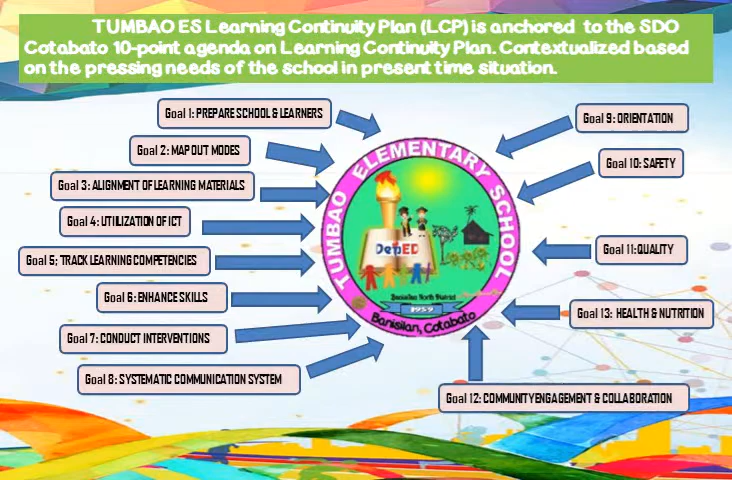 TUMBAO ES Learning Continuity Plan (LCP) is anchored to the SDO
Cotabato 10-point agenda on Learning Continuity Plan. Contextualized based
on the pressing needs of the school in present time situation.
Goal 1: PREPARE SCHOOL & LEARNERS
Goal 2: MAP OUT MODES
Goal 3: ALIGNMENT OF LEARNING MATERIALS
Goal 4: UTILIZATION OF ICT
Goal 5; TRACK LEARNING COMPETENCIES
Goal 6: ENHANCE SKILLS
Goal 7: CONDUCT INTERVENTIONS
Goal 8: SYSTEMATIC COMMUNICATION SYSTEM
TUMBAO ELEMENTARY SCHOOL
DepED
Banisilan North District
1959
Banisilan, Cotabato
Goal 9: ORIENTATION
Goal 10: SAFETY
Goal 11:QUALITY
Goal 13: HEALTH & NUTRITION
Goal 12: COMMUNITY ENGAGEMENT & COLLABORATION